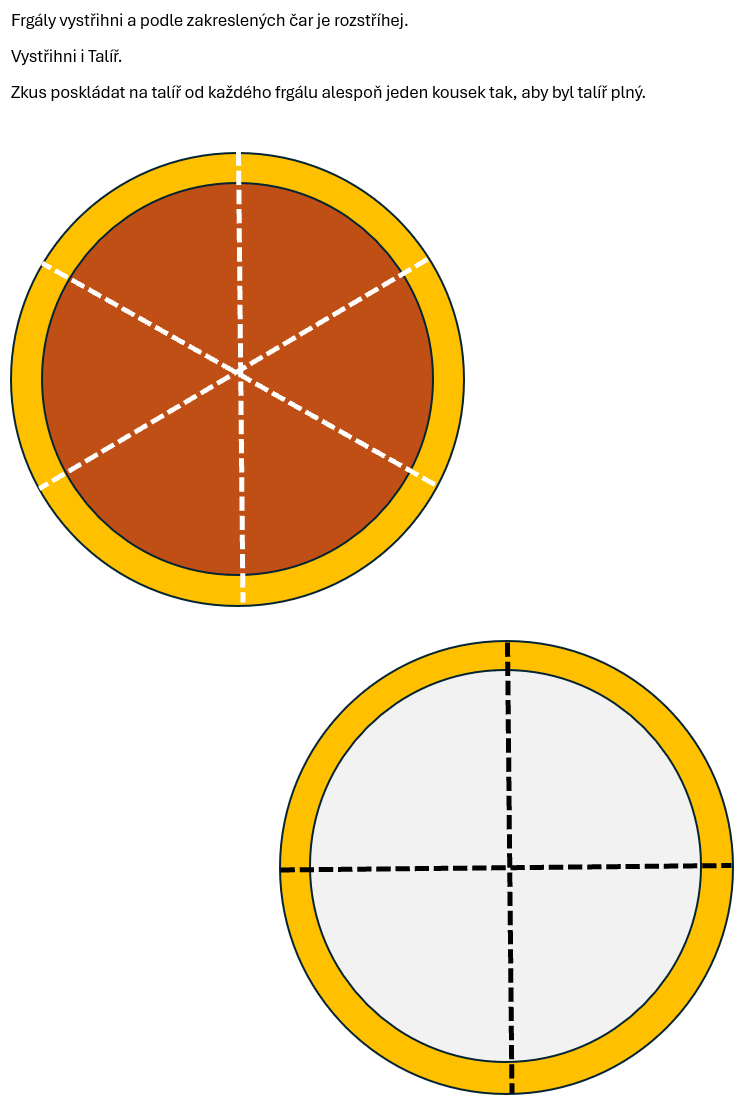 Frgály vystřihni a podle zakreslených čar je rozstříhej.
Vystřihni i Talíř.
Zkus poskládat na talíř od každého frgálu alespoň jeden kousek tak, aby byl talíř plný.